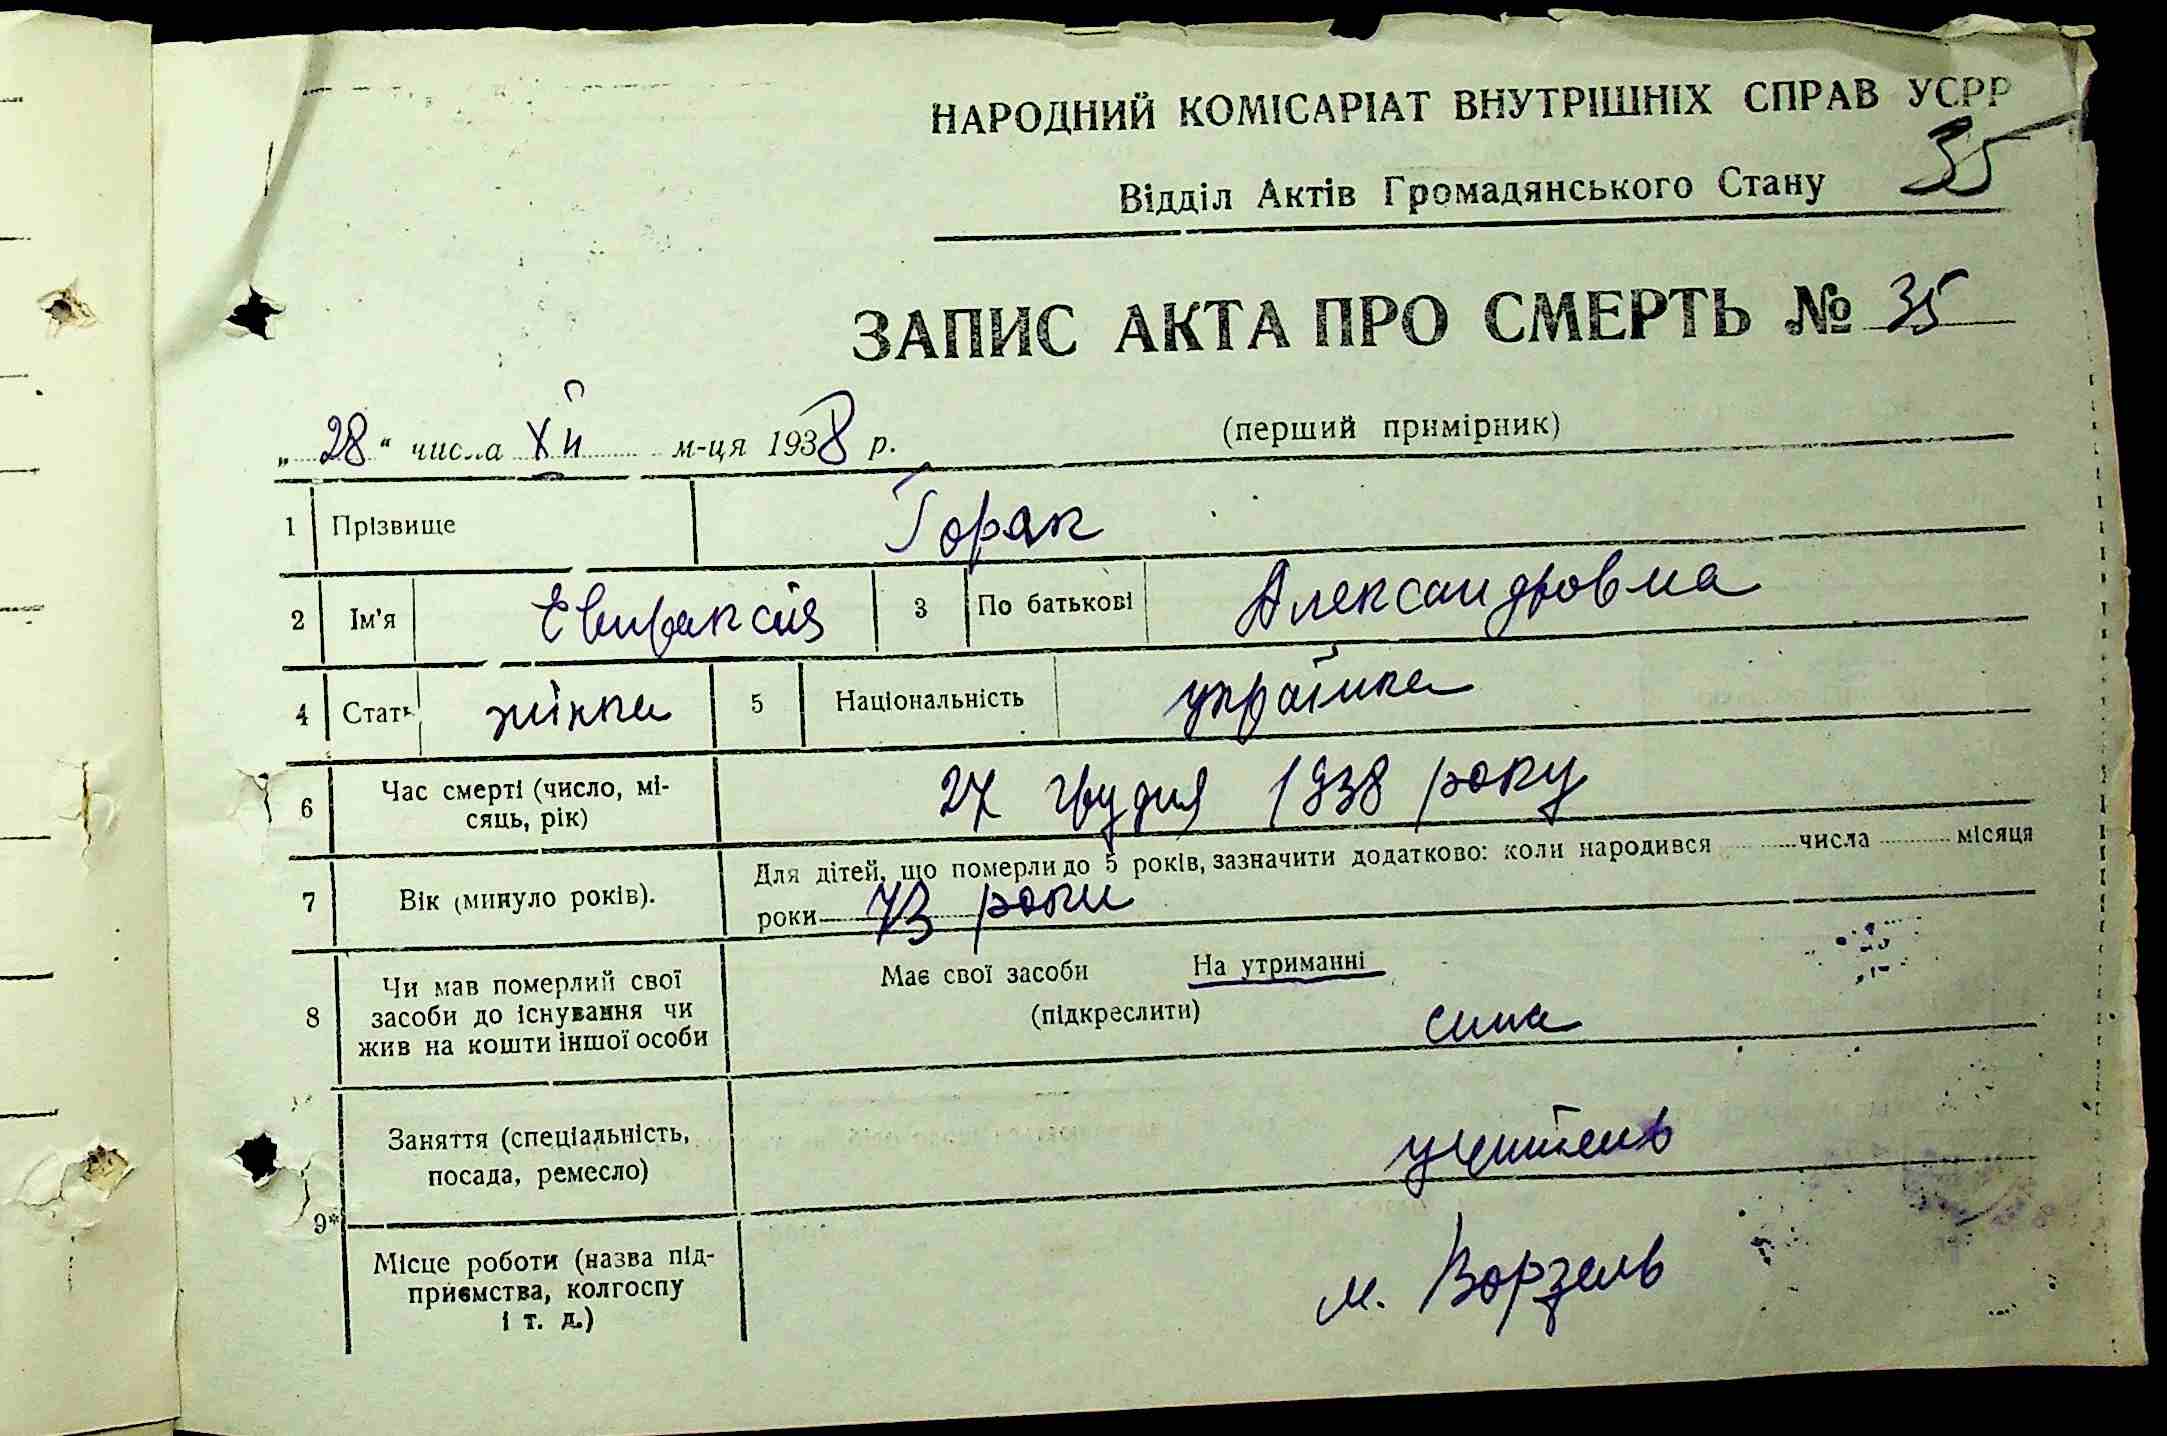 НАРОДНИЙ КОМІСАРІАТ ВНУТРІШНІХ СПРАВ УСРР
Відділ Актів Громадянського Стану 35
ЗАПИС АКТА ПРО СМЕРТЬ № 35
„28“ числа XII м-ця 1938 р. (перший примірник)
1 Прізвище Горак
2 Ім'я Евпраксия 3 По батькові Александровна
4 Стать жінка 5 Національність українка
6 Час смерті (число, мі-
сяць, рік) 27 грудня 1938 року
7 Вік (минуло років). Для дітей, що померли до 5 років, зазначити додатково: коли народився числа місяця
роки 73 роки
8 Чи мав померлий свої
засоби до існування чи
жив на кошти іншої особи
Має свої засоби На утриманні
(підкреслити) сина
9* Заняття (спеціальність,
посада, ремесло) учитель
Місце роботи (назва під-
приємства, колгоспу
і т. д.) м. Ворзель